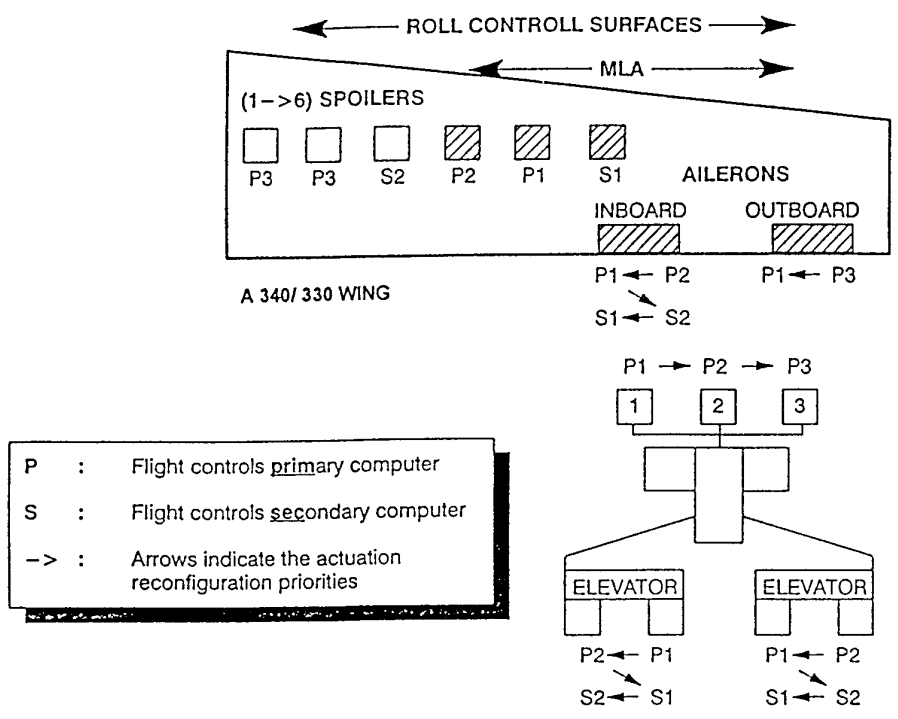 ROLL CONTROLL SURFACES
MLA
(1->6) SPOILERS
P3 P3 S2 P2 P1 S1
AILERONS
INBOARD OUTBOARD
P1 ← P2 P1 ← P3
↘
S1 ← S2
A 340/ 330 WING
P1 → P2 → P3
1 2 3
P : Flight controls primary computer
S : Flight controls secondary computer
-> : Arrows indicate the actuation
reconfiguration priorities
ELEVATOR ELEVATOR
P2 ← P1 P1 ← P2
↘ ↘
S2 ← S1 S1 ← S2